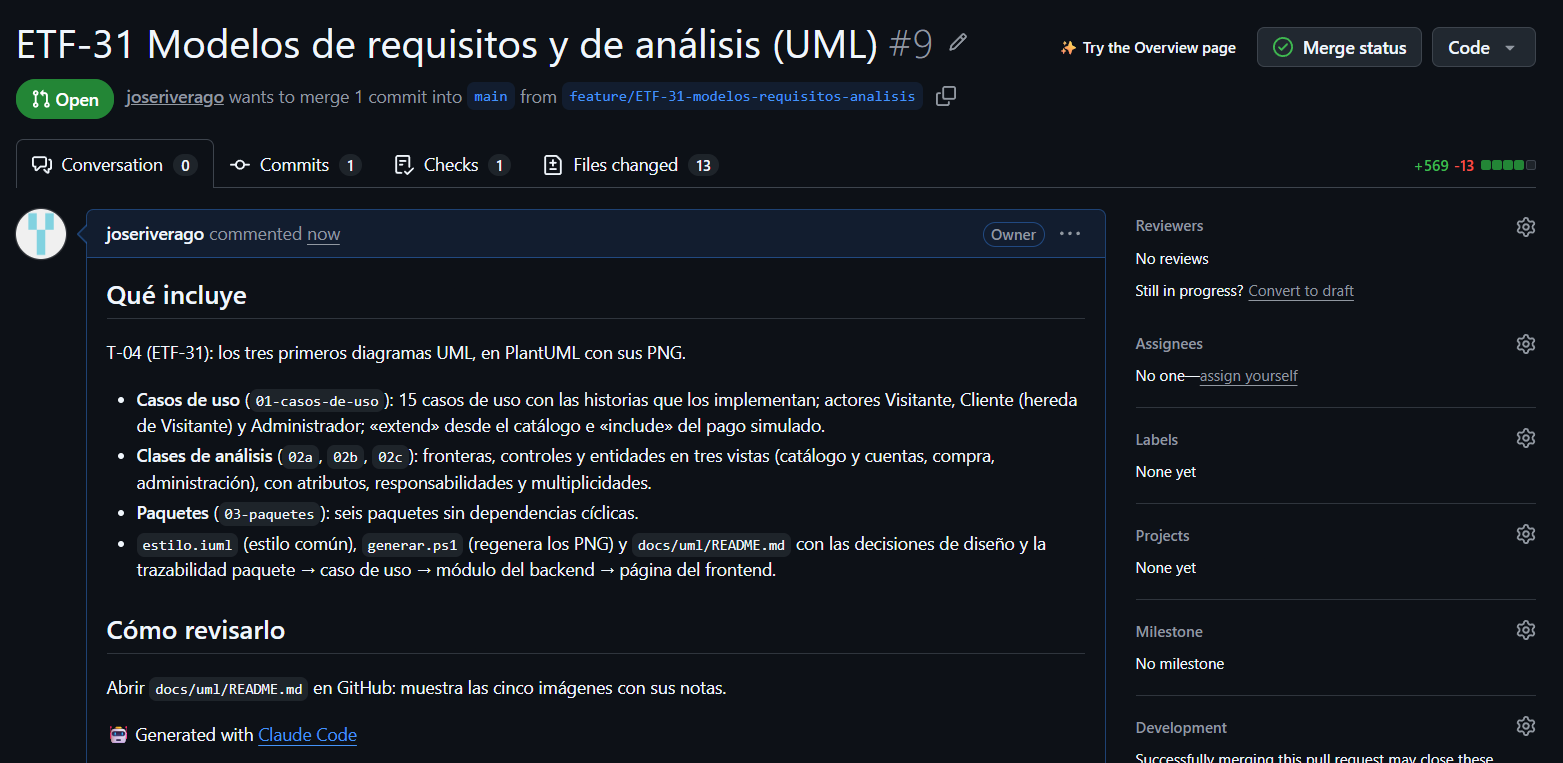 ETF-31 Modelos de requisitos y de análisis (UML) #9
Try the Overview page
Merge status
Code
Open
joseriverago wants to merge 1 commit into main from feature/ETF-31-modelos-requisitos-analisis
Conversation 0
Commits 1
Checks 1
Files changed 13
+569 -13
joseriverago commented now
Owner
Qué incluye
T-04 (ETF-31): los tres primeros diagramas UML, en PlantUML con sus PNG.
• Casos de uso ( 01-casos-de-uso ): 15 casos de uso con las historias que los implementan; actores Visitante, Cliente (hereda
de Visitante) y Administrador; «extend» desde el catálogo e «include» del pago simulado.
• Clases de análisis ( 02a , 02b , 02c ): fronteras, controles y entidades en tres vistas (catálogo y cuentas, compra,
administración), con atributos, responsabilidades y multiplicidades.
• Paquetes ( 03-paquetes ): seis paquetes sin dependencias cíclicas.
• estilo.iuml (estilo común), generar.ps1 (regenera los PNG) y docs/uml/README.md con las decisiones de diseño y la
trazabilidad paquete → caso de uso → módulo del backend → página del frontend.
Cómo revisarlo
Abrir docs/uml/README.md en GitHub: muestra las cinco imágenes con sus notas.
Generated with Claude Code
Reviewers
No reviews
Still in progress? Convert to draft
Assignees
No one—assign yourself
Labels
None yet
Projects
None yet
Milestone
No milestone
Development
Successfully merging this pull request may close these